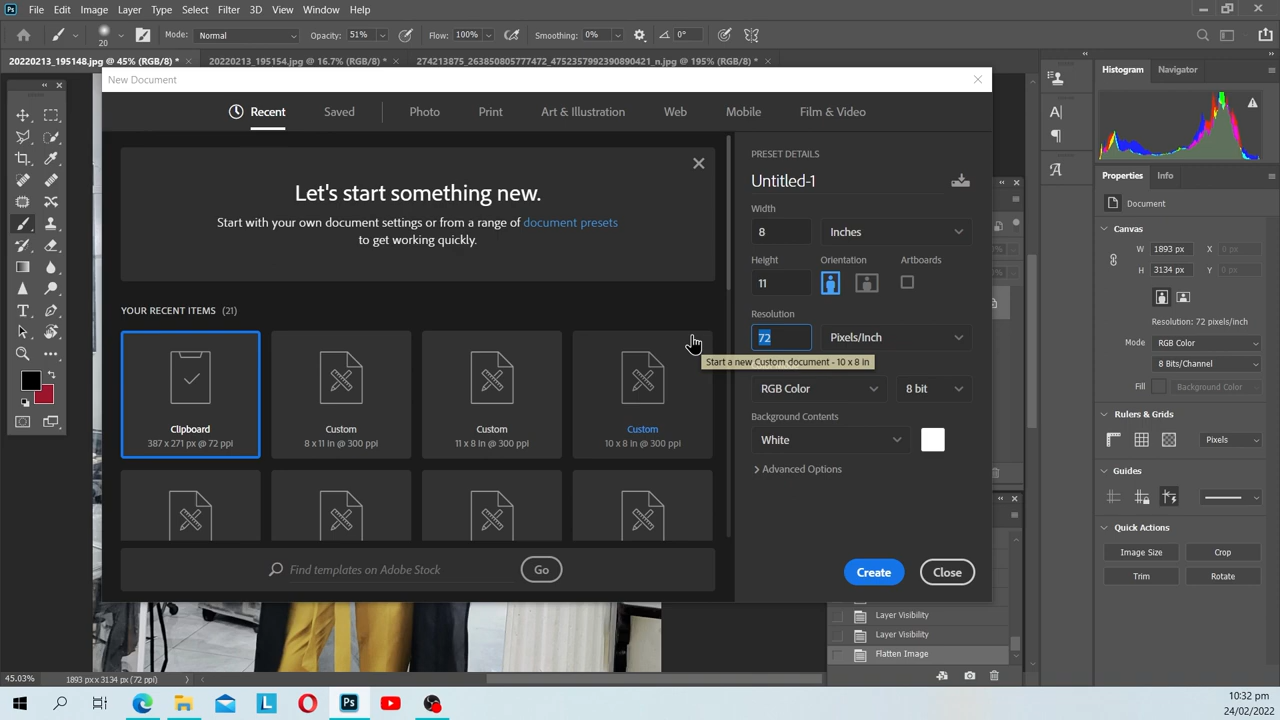 Ps File Edit Image Layer Type Select Filter 3D View Window Help
20 Mode: Normal Opacity: 51% Flow: 100% Smoothing: 0% 0°
20220213_195148.jpg @ 45% (RGB/8) * × 20220213_195154.jpg @ 16.7% (RGB/8) * × 274213875_263850805777472_4752357992390890421_n.jpg @ 195% (RGB/8) * ×
New Document
Recent Saved Photo Print Art & Illustration Web Mobile Film & Video
Let's start something new.
Start with your own document settings or from a range of document presets
to get working quickly.
YOUR RECENT ITEMS (21)
Clipboard
387 x 271 px @ 72 ppi
Custom
8 x 11 in @ 300 ppi
Custom
11 x 8 in @ 300 ppi
Custom
10 x 8 in @ 300 ppi
Find templates on Adobe Stock Go
PRESET DETAILS
Untitled-1
Width
8 Inches
Height Orientation Artboards
11
Resolution
72 Pixels/Inch
Start a new Custom document - 10 x 8 in
RGB Color 8 bit
Background Contents
White
Advanced Options
Create Close
Histogram Navigator
Properties Info
Document
Canvas
W 1893 px X 0 px
H 3134 px Y 0 px
Resolution: 72 pixels/inch
Mode RGB Color
8 Bits/Channel
Fill Background Color
Rulers & Grids
Pixels
Guides
Quick Actions
Image Size Crop
Trim Rotate
Layer Visibility
Layer Visibility
Flatten Image
45.03% 1893 px x 3134 px (72 ppi)
L Ps
10:32 pm
24/02/2022